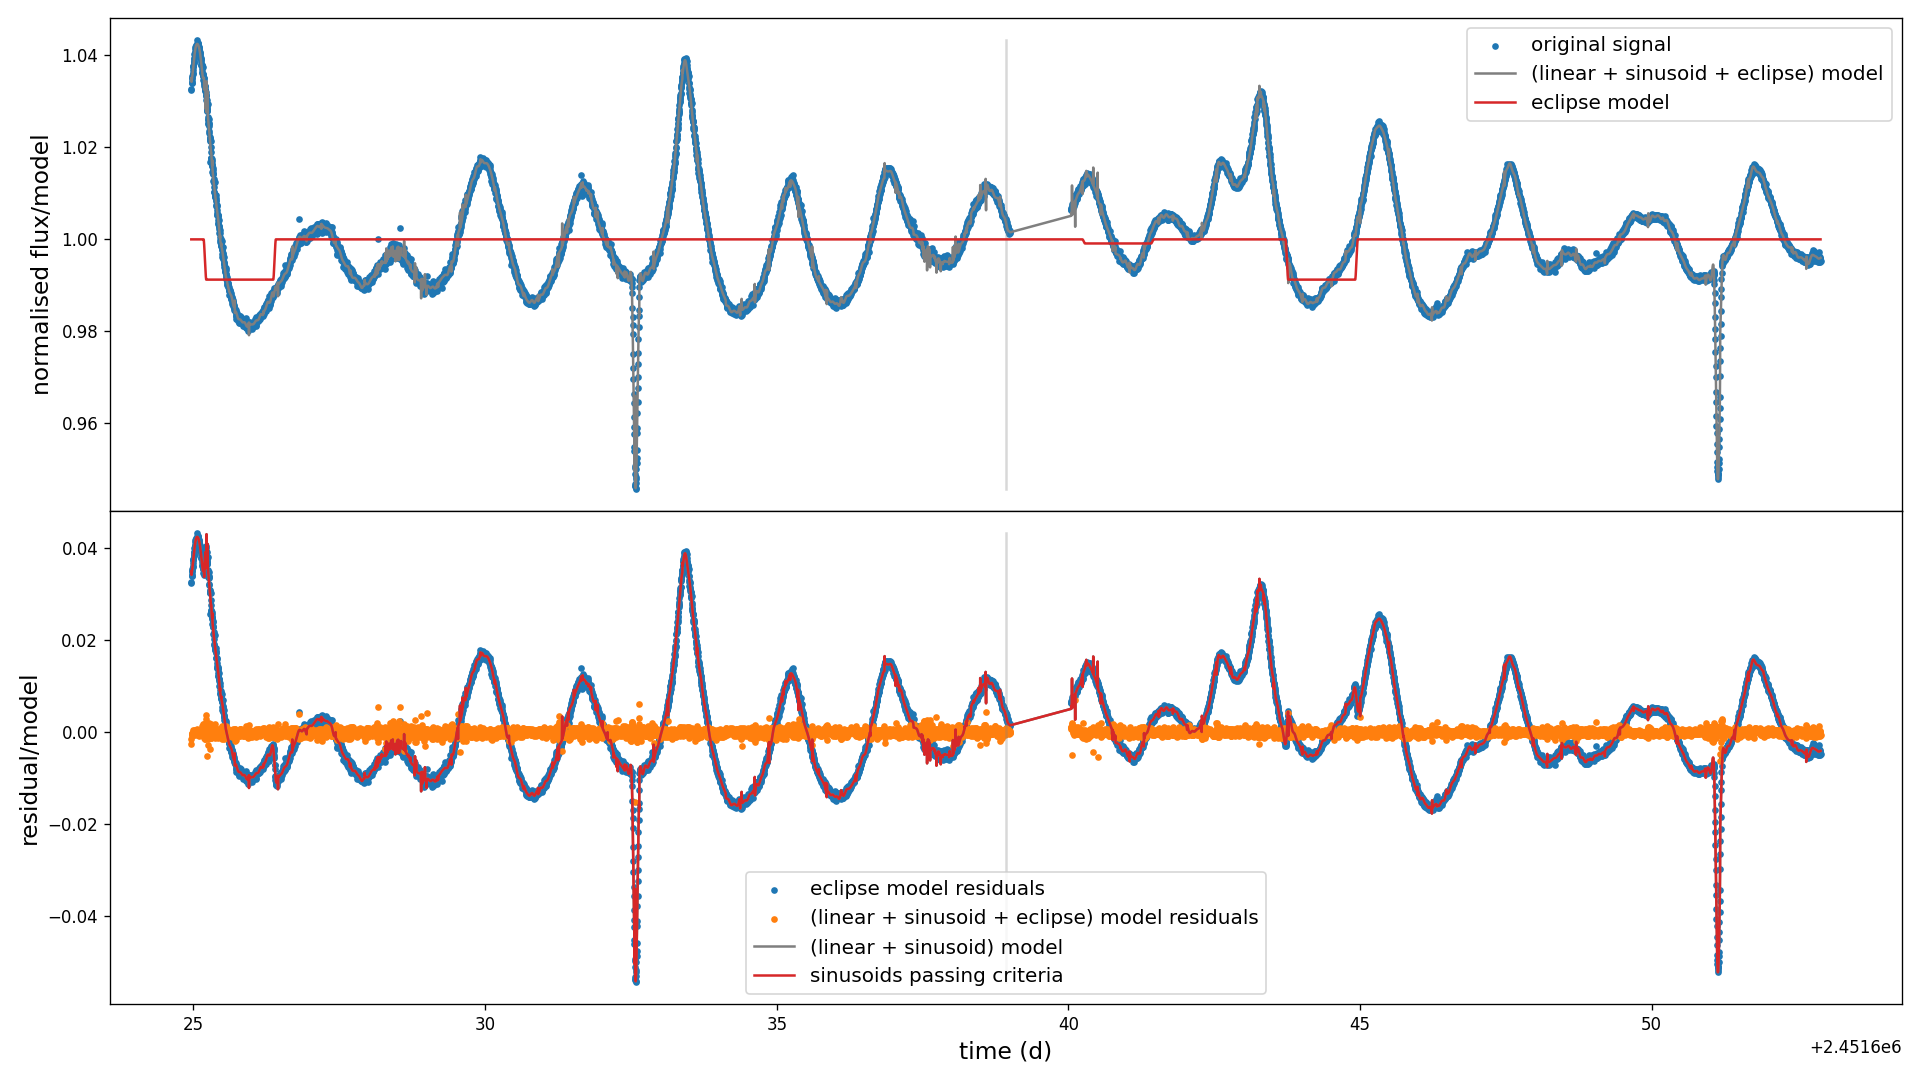 original signal
(linear + sinusoid + eclipse) model
eclipse model
1.04
1.02
1.00
0.98
0.96
normalised flux/model
0.04
0.02
0.00
−0.02
−0.04
residual/model
eclipse model residuals
(linear + sinusoid + eclipse) model residuals
(linear + sinusoid) model
sinusoids passing criteria
25
30
35
40
45
50
time (d)
+2.4516e6